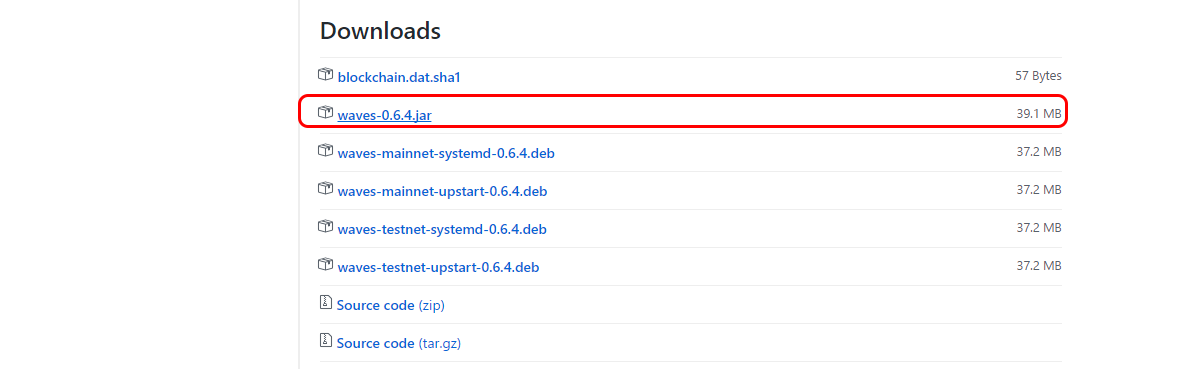 Downloads
blockchain.dat.sha1 57 Bytes
waves-0.6.4.jar 39.1 MB
waves-mainnet-systemd-0.6.4.deb 37.2 MB
waves-mainnet-upstart-0.6.4.deb 37.2 MB
waves-testnet-systemd-0.6.4.deb 37.2 MB
waves-testnet-upstart-0.6.4.deb 37.2 MB
Source code (zip)
Source code (tar.gz)